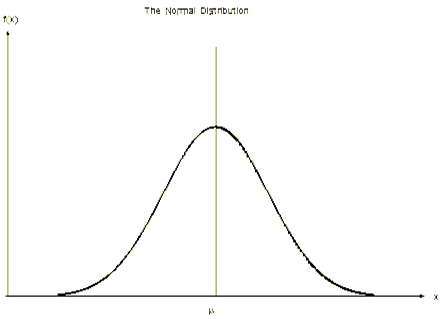 The Normal Distribution
f(x)
x
μ